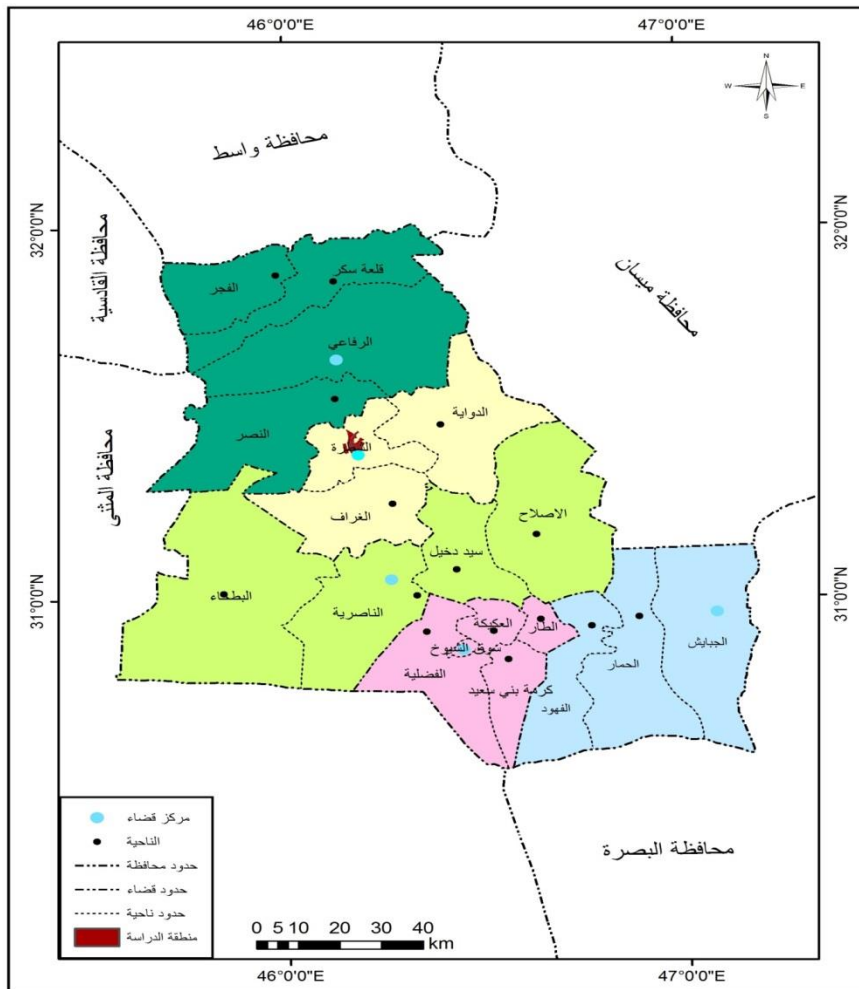 46°0'0"E
47°0'0"E
N
W
E
S
محافظة واسط
32°0'0"N
32°0'0"N
محافظة القادسية
محافظة ميسان
قلعة سكر
الفجر
الرفاعي
الدواية
النصر
محافظة المثنى
الاصلاح
الغراف
سيد دخيل
31°0'0"N
31°0'0"N
البطحاء
الناصرية
الطار
العكيكة
الجبايش
سوق الشيوخ
الحمار
الفضلية
كرمة بني سعيد
الفهود
محافظة البصرة
مركز قضاء
الناحية
حدود محافظة
حدود قضاء
حدود ناحية
منطقة الدراسة
0 5 10 20 30 40
km
46°0'0"E
47°0'0"E